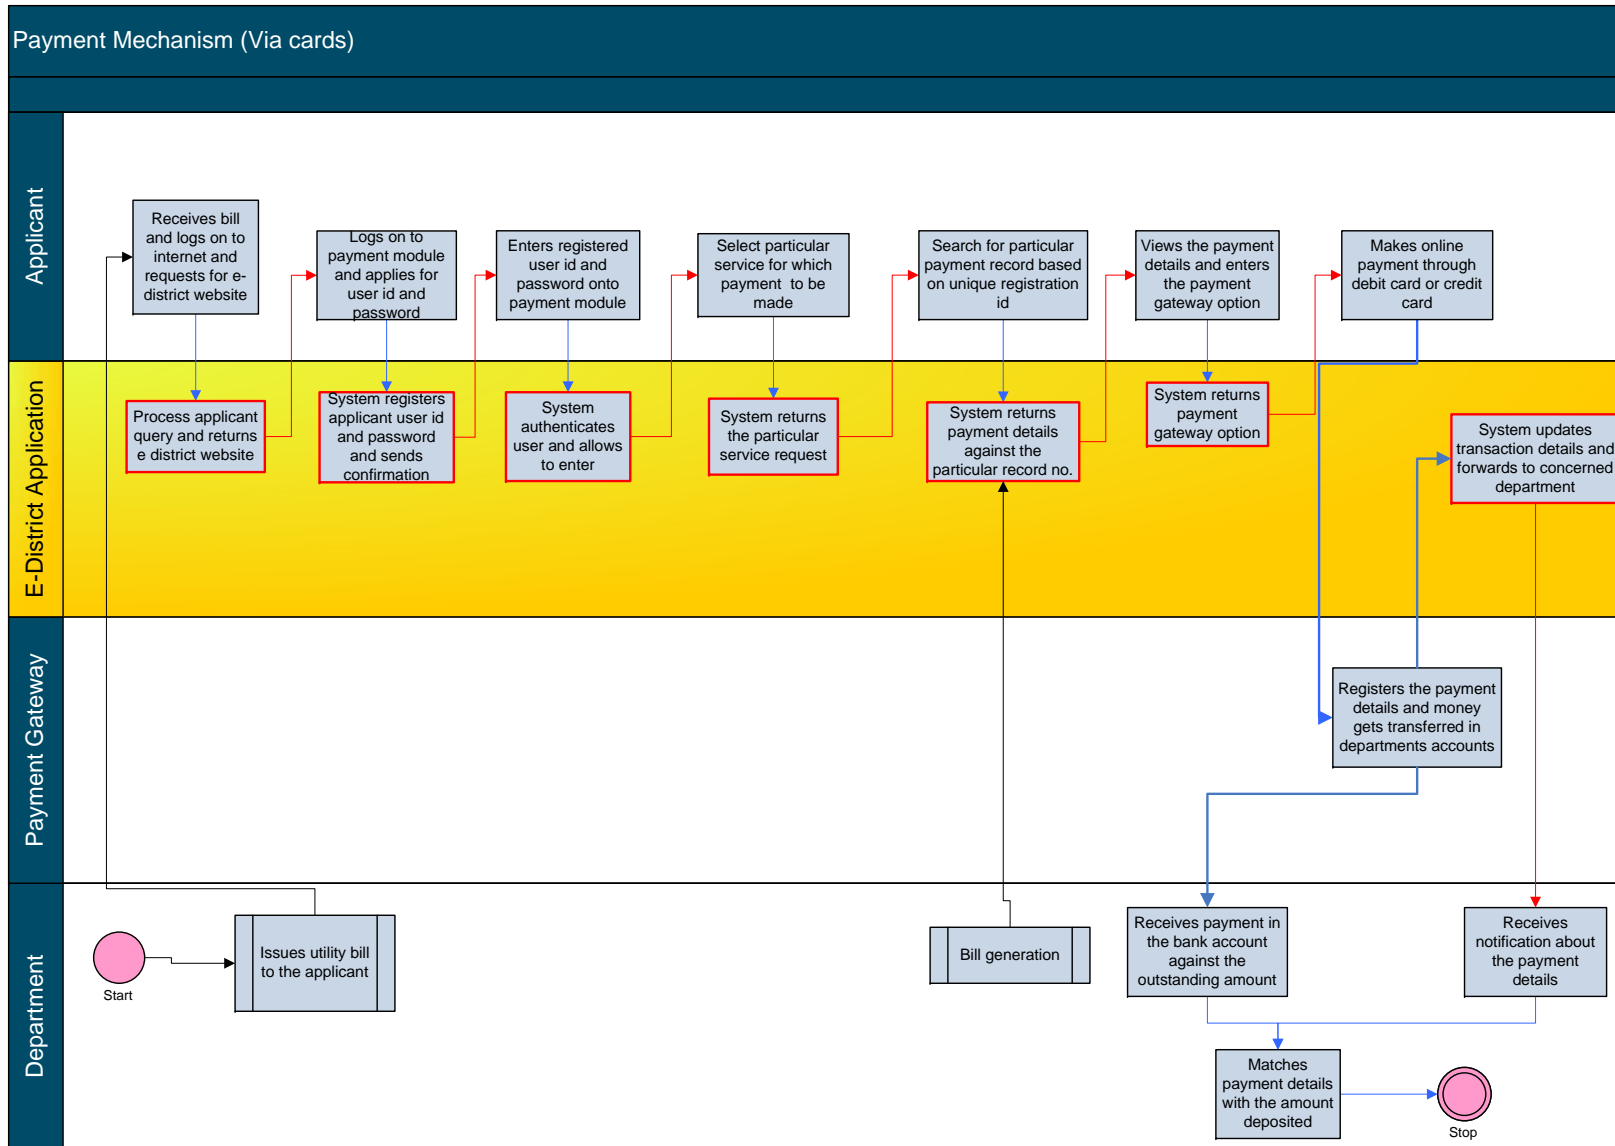 Payment Mechanism (Via cards)
Applicant
Receives bill
and logs on to
internet and
requests for e-
district website
Logs on to
payment module
and applies for
user id and
password
Enters registered
user id and
password onto
payment module
Select particular
service for which
payment to be
made
Search for particular
payment record based
on unique registration
id
Views the payment
details and enters
the payment
gateway option
Makes online
payment through
debit card or credit
card
E-District Application
Process applicant
query and returns
e district website
System registers
applicant user id
and password
and sends
confirmation
System
authenticates
user and allows
to enter
System returns
the particular
service request
System returns
payment details
against the
particular record no.
System returns
payment
gateway option
System updates
transaction details and
forwards to concerned
department
Payment Gateway
Registers the payment
details and money
gets transferred in
departments accounts
Department
Start
Issues utility bill
to the applicant
Bill generation
Receives payment in
the bank account
against the
outstanding amount
Receives
notification about
the payment
details
Matches
payment details
with the amount
deposited
Stop